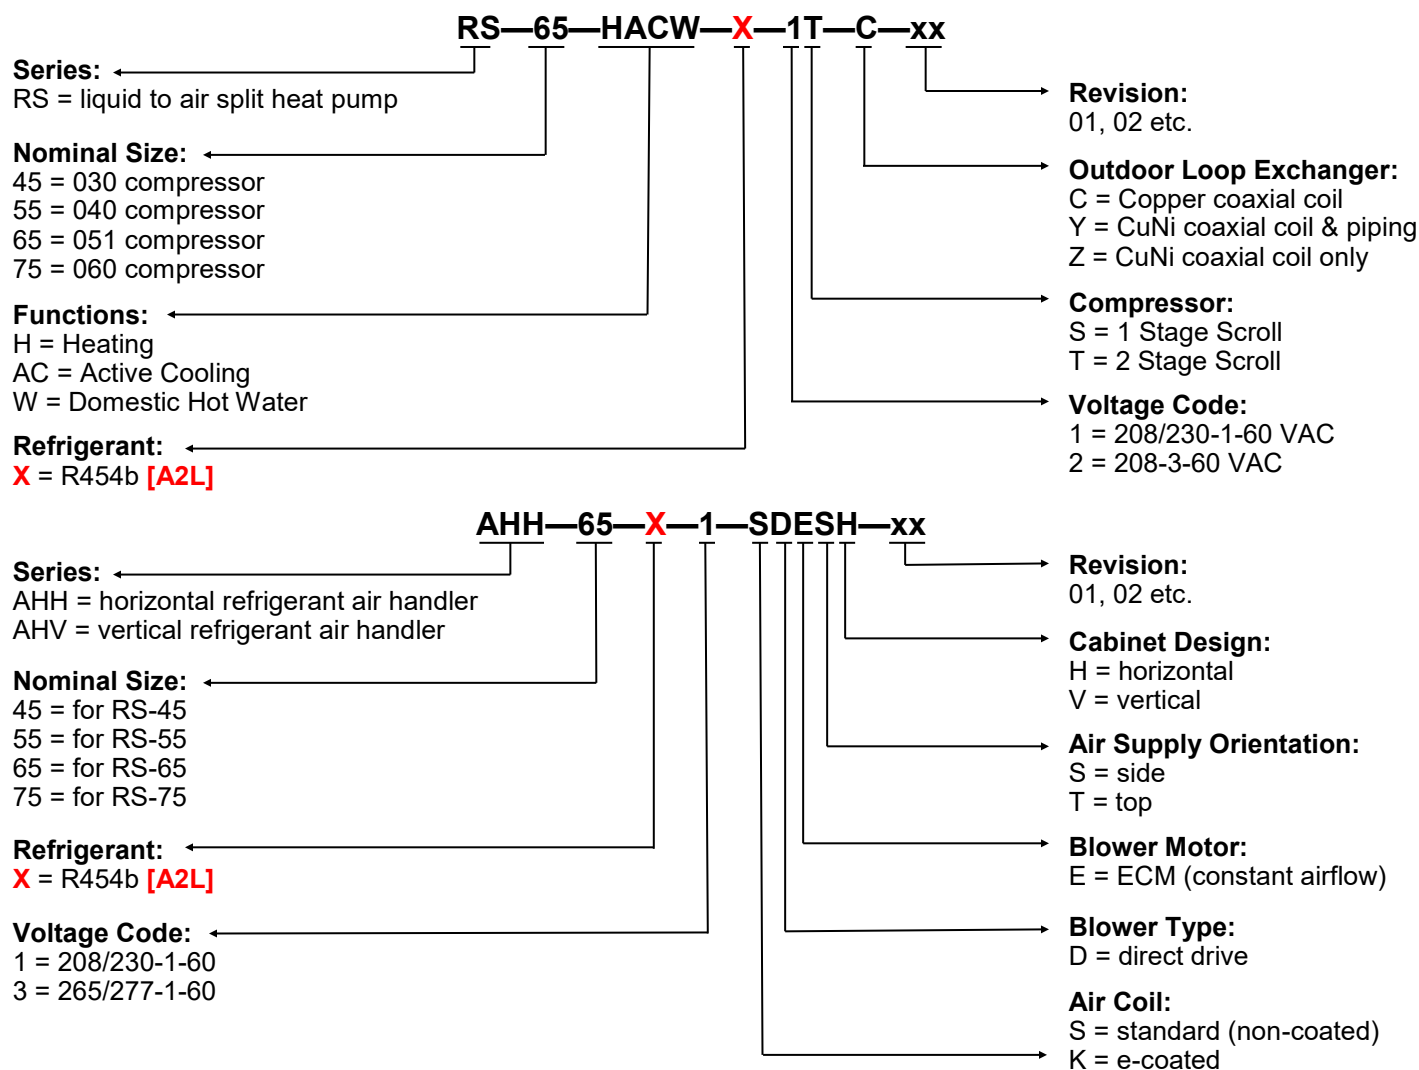 RS—65—HACW—X—1T—C—xx
Series:
RS = liquid to air split heat pump
Nominal Size:
45 = 030 compressor
55 = 040 compressor
65 = 051 compressor
75 = 060 compressor
Functions:
H = Heating
AC = Active Cooling
W = Domestic Hot Water
Refrigerant:
X = R454b [A2L]
Revision:
01, 02 etc.
Outdoor Loop Exchanger:
C = Copper coaxial coil
Y = CuNi coaxial coil & piping
Z = CuNi coaxial coil only
Compressor:
S = 1 Stage Scroll
T = 2 Stage Scroll
Voltage Code:
1 = 208/230-1-60 VAC
2 = 208-3-60 VAC
AHH—65—X—1—SDESH—xx
Series:
AHH = horizontal refrigerant air handler
AHV = vertical refrigerant air handler
Nominal Size:
45 = for RS-45
55 = for RS-55
65 = for RS-65
75 = for RS-75
Refrigerant:
X = R454b [A2L]
Voltage Code:
1 = 208/230-1-60
3 = 265/277-1-60
Revision:
01, 02 etc.
Cabinet Design:
H = horizontal
V = vertical
Air Supply Orientation:
S = side
T = top
Blower Motor:
E = ECM (constant airflow)
Blower Type:
D = direct drive
Air Coil:
S = standard (non-coated)
K = e-coated